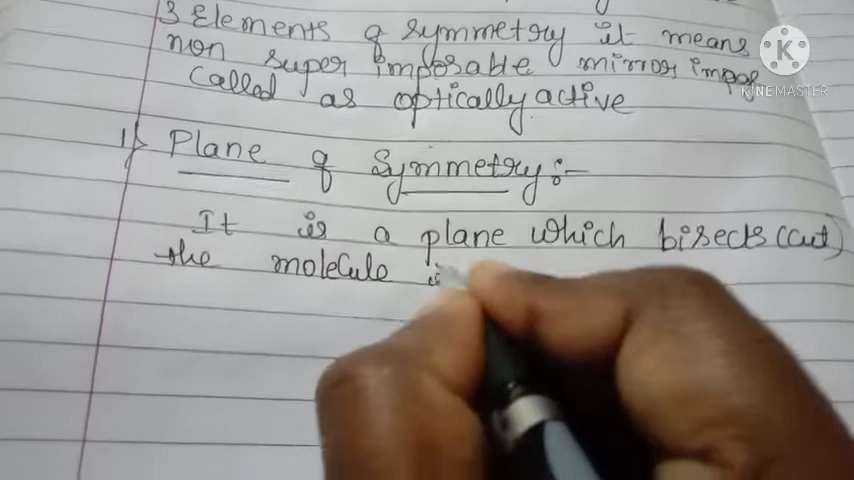 3 Elements of symmetry it means
non super imposable mirror image
called as optically active
KINEMASTER
1) Plane of Symmetry :-
It is a plane which bisects (cut)
the molecule